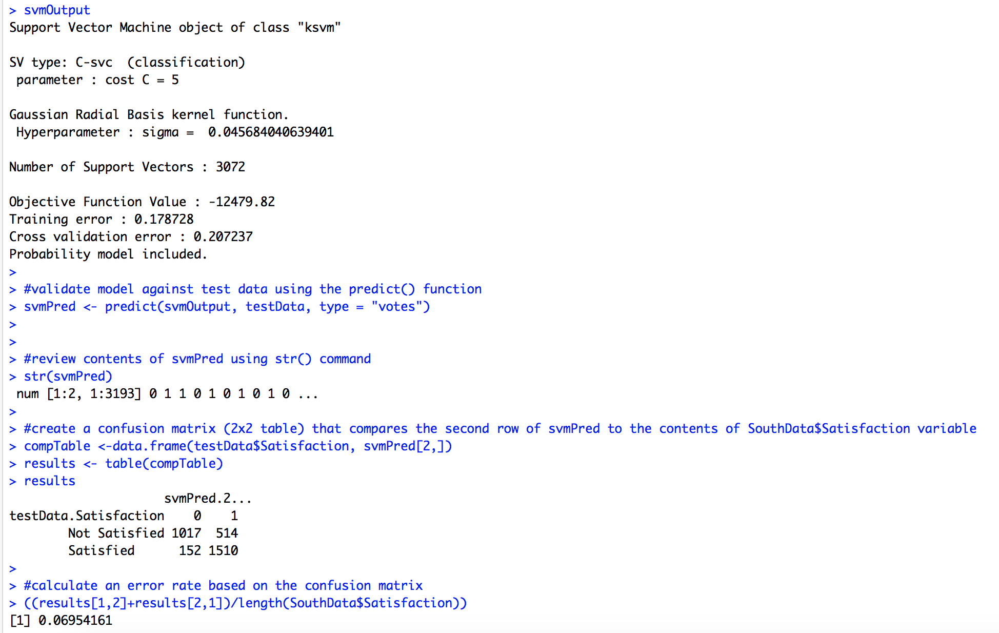 > svmOutput
Support Vector Machine object of class "ksvm"
SV type: C-svc  (classification)
 parameter : cost C = 5
Gaussian Radial Basis kernel function.
 Hyperparameter : sigma =  0.045684040639401
Number of Support Vectors : 3072
Objective Function Value : -12479.82
Training error : 0.178728
Cross validation error : 0.207237
Probability model included.
>
> #validate model against test data using the predict() function
> svmPred <- predict(svmOutput, testData, type = "votes")
>
>
> #review contents of svmPred using str() command
> str(svmPred)
 num [1:2, 1:3193] 0 1 1 0 1 0 1 0 1 0 ...
>
> #create a confusion matrix (2x2 table) that compares the second row of svmPred to the contents of SouthData$Satisfaction variable
> compTable <-data.frame(testData$Satisfaction, svmPred[2,])
> results <- table(compTable)
> results
                     svmPred.2...
testData.Satisfaction    0    1
        Not Satisfied 1017  514
        Satisfied      152 1510
>
> #calculate an error rate based on the confusion matrix
> ((results[1,2]+results[2,1])/length(SouthData$Satisfaction))
[1] 0.06954161